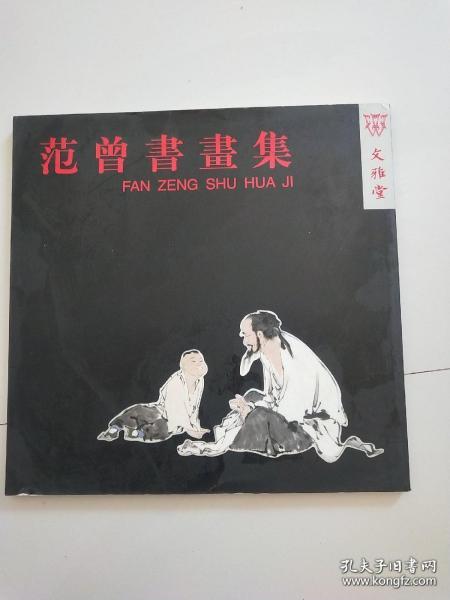 范曾書畫集
FAN ZENG SHU HUA JI
文雅堂
孔夫子旧书网
www.kongfz.com